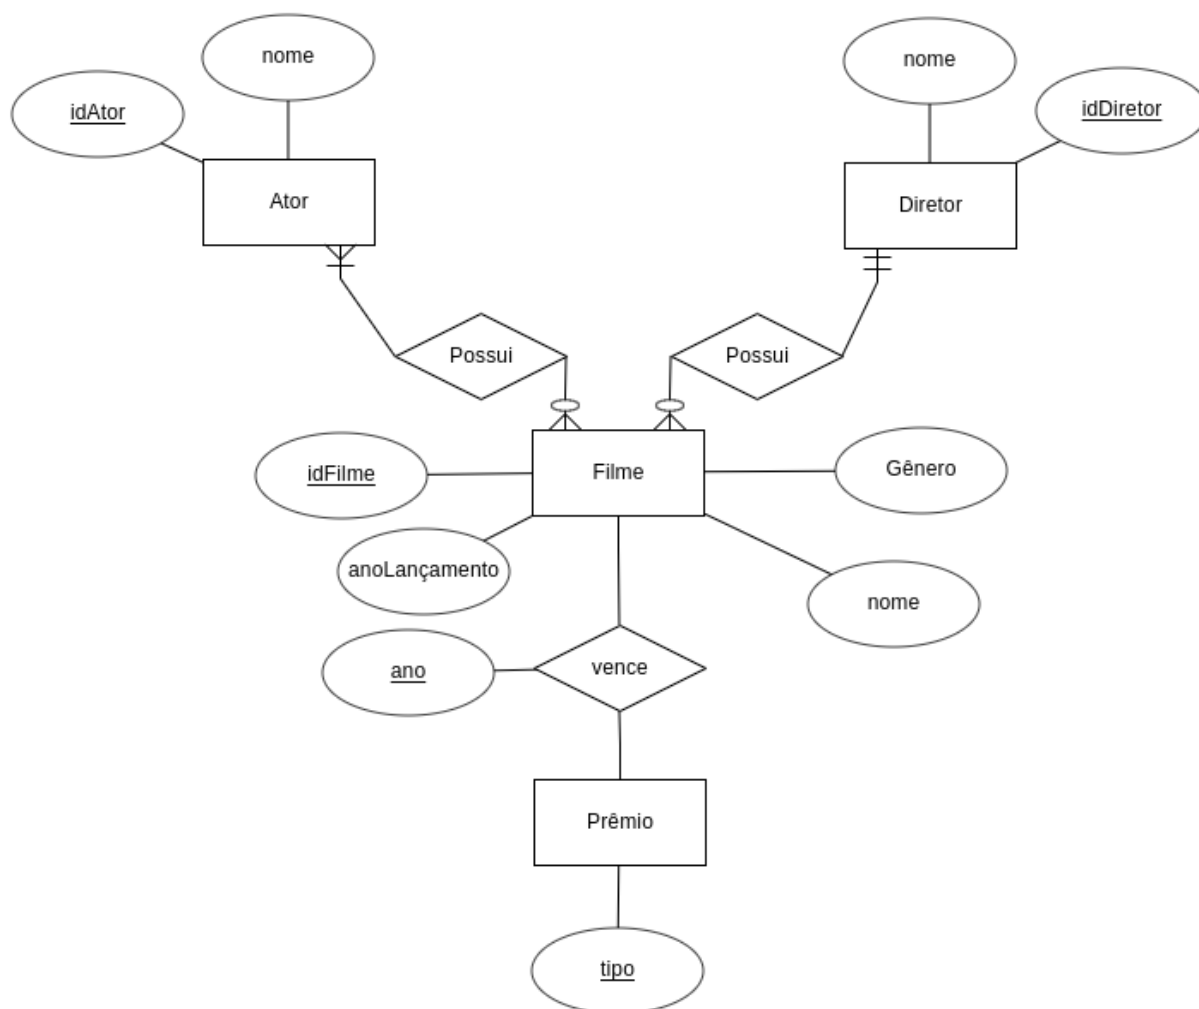 nome
idAtor
Ator
nome
idDiretor
Diretor
Possui
Possui
idFilme
Filme
Gênero
anoLançamento
nome
ano
vence
Prêmio
tipo